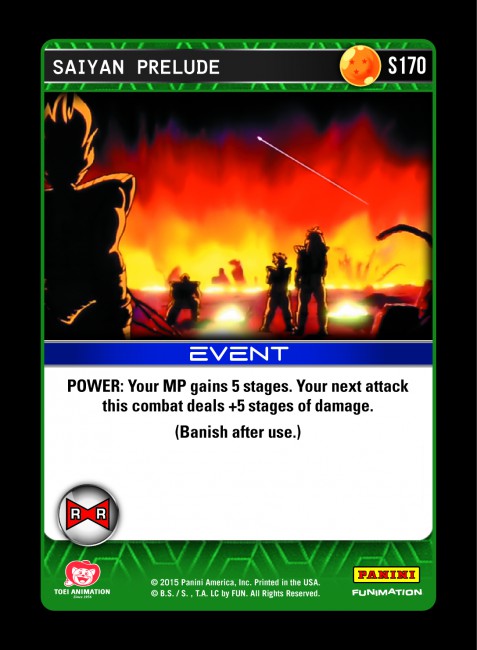 SAIYAN PRELUDE S170
EVENT
POWER: Your MP gains 5 stages. Your next attack
this combat deals +5 stages of damage.
(Banish after use.)
R R
TOEI ANIMATION
Since 1956
© 2015 Panini America, Inc. Printed in the USA.
© B.S. / S. , T.A. LC by FUN. All Rights Reserved.
PANINI
FUNIMATION